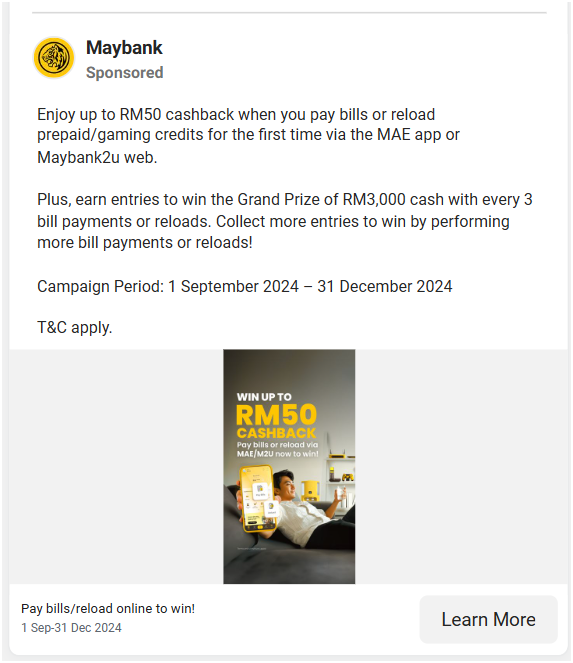 Maybank
Sponsored
Enjoy up to RM50 cashback when you pay bills or reload
prepaid/gaming credits for the first time via the MAE app or
Maybank2u web.
Plus, earn entries to win the Grand Prize of RM3,000 cash with every 3
bill payments or reloads. Collect more entries to win by performing
more bill payments or reloads!
Campaign Period: 1 September 2024 – 31 December 2024
T&C apply.
WIN UP TO
RM50
CASHBACK
Pay bills or reload via
MAE/M2U now to win!
Pay bills/reload online to win!
1 Sep-31 Dec 2024
Learn More